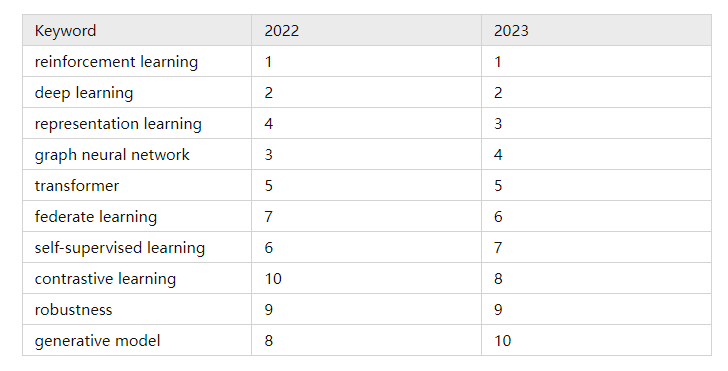 Keyword 2022 2023
reinforcement learning 1 1
deep learning 2 2
representation learning 4 3
graph neural network 3 4
transformer 5 5
federate learning 7 6
self-supervised learning 6 7
contrastive learning 10 8
robustness 9 9
generative model 8 10